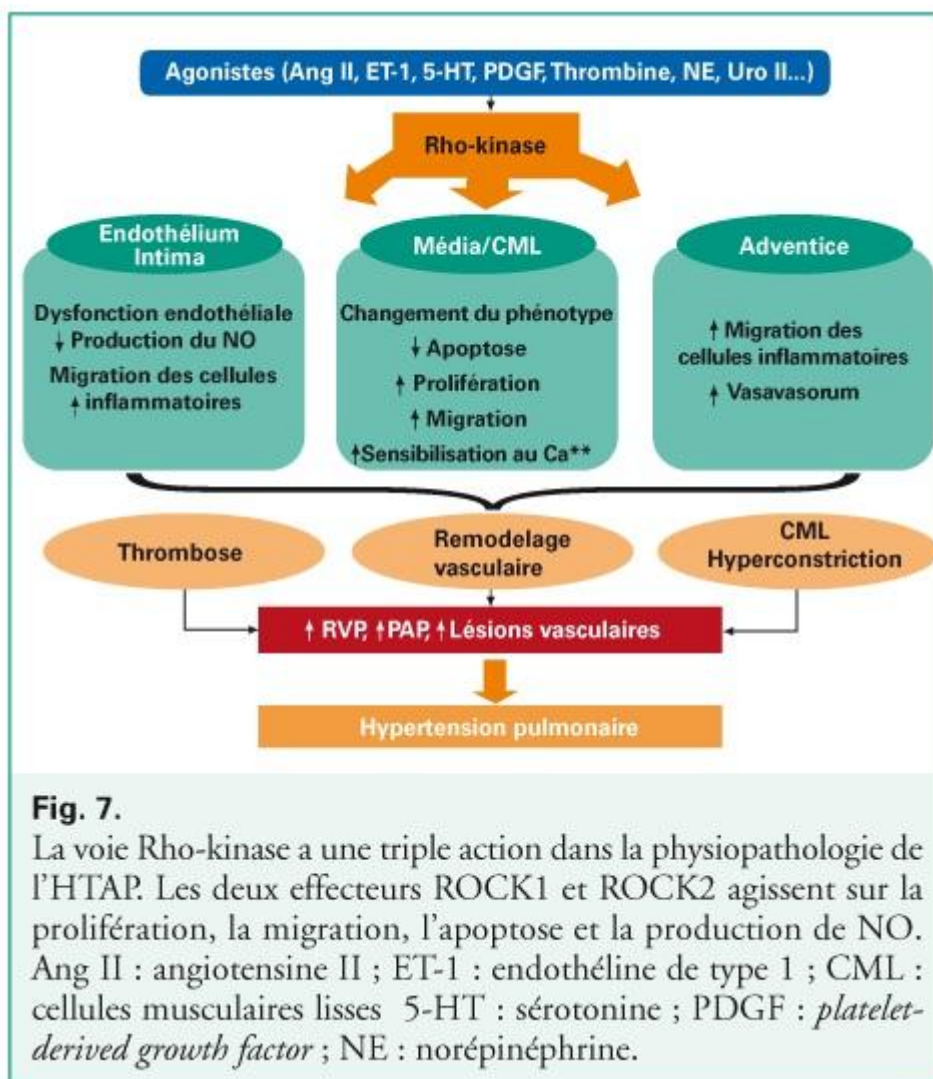 Agonistes (Ang II, ET-1, 5-HT, PDGF, Thrombine, NE, Uro II...)
Rho-kinase
Endothélium
Intima
Dysfonction endothéliale
↓ Production du NO
Migration des cellules
↑ inflammatoires
Média/CML
Changement du phénotype
↓ Apoptose
↑ Prolifération
↑ Migration
↑Sensibilisation au Ca**
Adventice
↑ Migration des
cellules inflammatoires
↑ Vasavasorum
Thrombose
Remodelage
vasculaire
CML
Hyperconstriction
↑ RVP, ↑PAP, ↑Lésions vasculaires
Hypertension pulmonaire
Fig. 7.
La voie Rho-kinase a une triple action dans la physiopathologie de
l’HTAP. Les deux effecteurs ROCK1 et ROCK2 agissent sur la
prolifération, la migration, l’apoptose et la production de NO.
Ang II : angiotensine II ; ET-1 : endothéline de type 1 ; CML :
cellules musculaires lisses 5-HT : sérotonine ; PDGF : platelet-
derived growth factor ; NE : norépinéphrine.